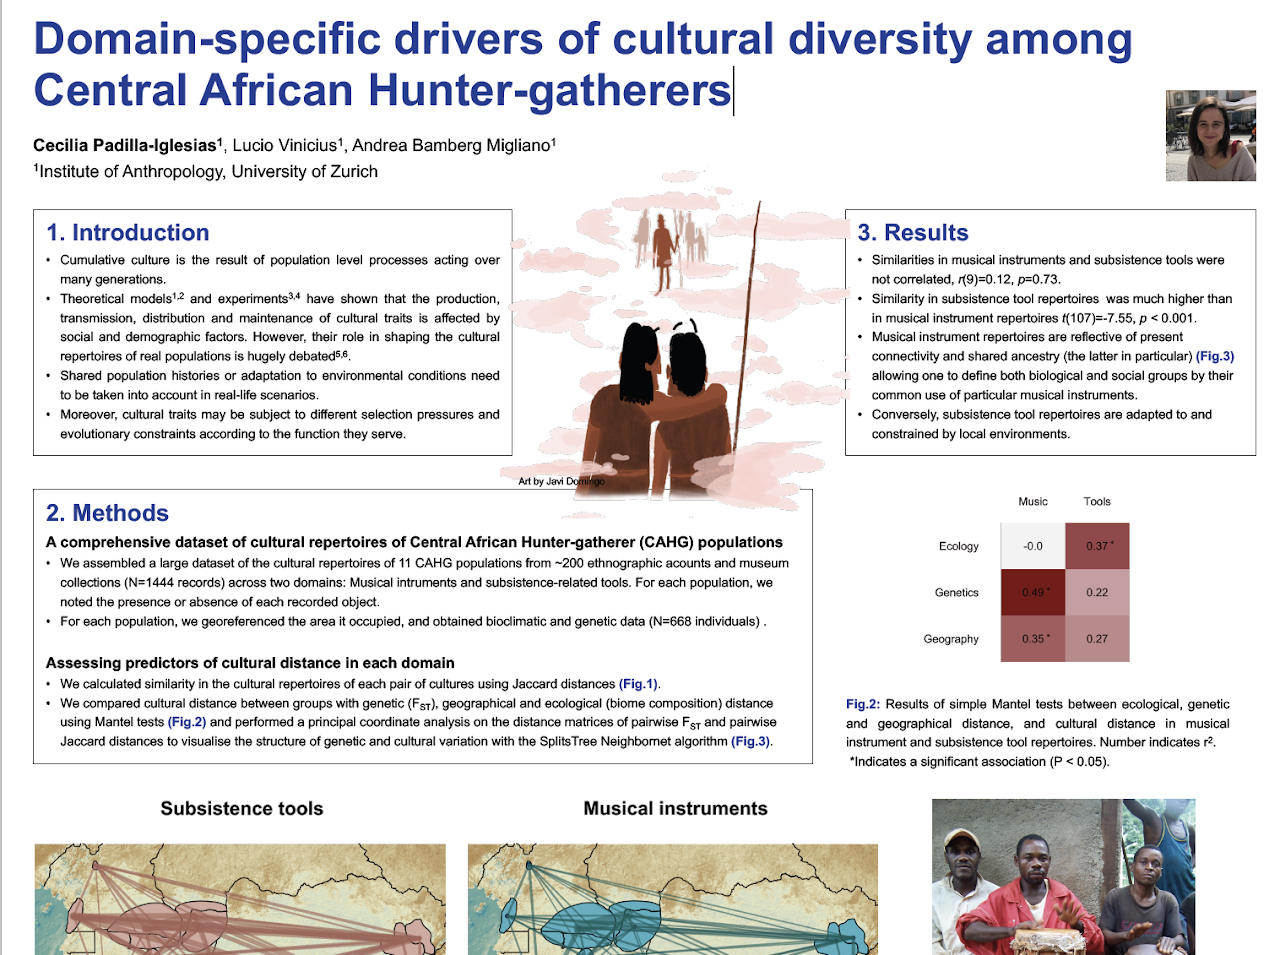 Domain-specific drivers of cultural diversity among
Central African Hunter-gatherers
Cecilia Padilla-Iglesias¹, Lucio Vinicius¹, Andrea Bamberg Migliano¹
¹Institute of Anthropology, University of Zurich
1. Introduction
• Cumulative culture is the result of population level processes acting over
many generations.
• Theoretical models¹,² and experiments³,⁴ have shown that the production,
transmission, distribution and maintenance of cultural traits is affected by
social and demographic factors. However, their role in shaping the cultural
repertoires of real populations is hugely debated⁵,⁶.
• Shared population histories or adaptation to environmental conditions need
to be taken into account in real-life scenarios.
• Moreover, cultural traits may be subject to different selection pressures and
evolutionary constraints according to the function they serve.
Art by Javi Domingo
2. Methods
A comprehensive dataset of cultural repertoires of Central African Hunter-gatherer (CAHG) populations
• We assembled a large dataset of the cultural repertoires of 11 CAHG populations from ~200 ethnographic acounts and museum
collections (N=1444 records) across two domains: Musical intruments and subsistence-related tools. For each population, we
noted the presence or absence of each recorded object.
• For each population, we georeferenced the area it occupied, and obtained bioclimatic and genetic data (N=668 individuals) .
Assessing predictors of cultural distance in each domain
• We calculated similarity in the cultural repertoires of each pair of cultures using Jaccard distances (Fig.1).
• We compared cultural distance between groups with genetic (FST), geographical and ecological (biome composition) distance
using Mantel tests (Fig.2) and performed a principal coordinate analysis on the distance matrices of pairwise FST and pairwise
Jaccard distances to visualise the structure of genetic and cultural variation with the SplitsTree Neighbornet algorithm (Fig.3).
3. Results
• Similarities in musical instruments and subsistence tools were
not correlated, r(9)=0.12, p=0.73.
• Similarity in subsistence tool repertoires was much higher than
in musical instrument repertoires t(107)=-7.55, p < 0.001.
• Musical instrument repertoires are reflective of present
connectivity and shared ancestry (the latter in particular) (Fig.3)
allowing one to define both biological and social groups by their
common use of particular musical instruments.
• Conversely, subsistence tool repertoires are adapted to and
constrained by local environments.
Music Tools
Ecology -0.0 0.37*
Genetics 0.49* 0.22
Geography 0.35* 0.27
Fig.2: Results of simple Mantel tests between ecological, genetic
and geographical distance, and cultural distance in musical
instrument and subsistence tool repertoires. Number indicates r².
*Indicates a significant association (P < 0.05).
Subsistence tools
Musical instruments